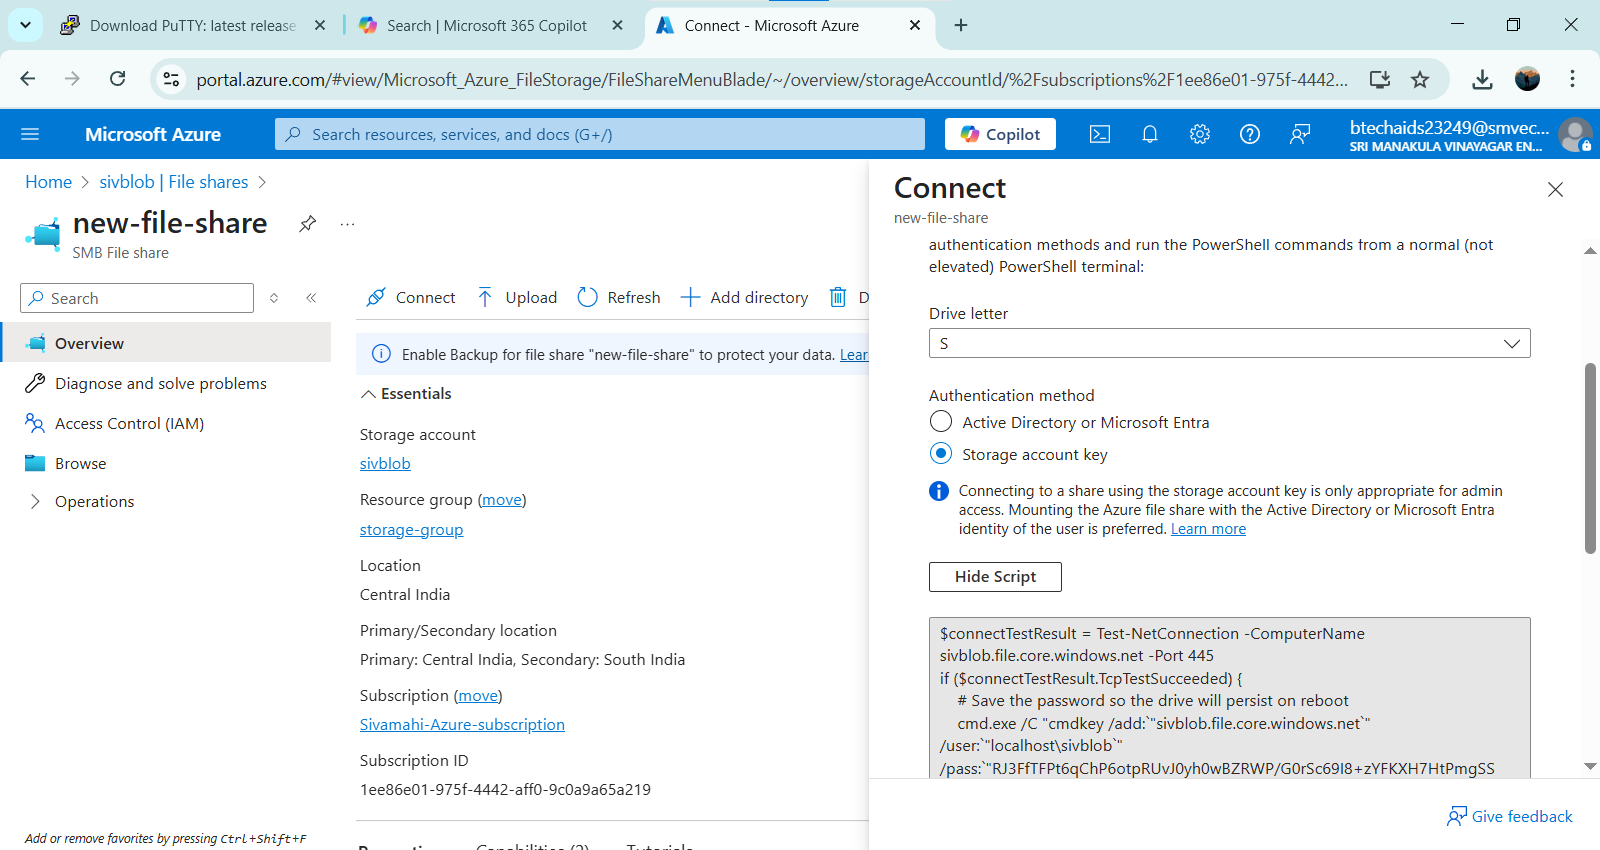 Download PuTTY: latest release
Search | Microsoft 365 Copilot
Connect - Microsoft Azure
portal.azure.com/#view/Microsoft_Azure_FileStorage/FileShareMenuBlade/~/overview/storageAccountId/%2Fsubscriptions%2F1ee86e01-975f-4442...
Microsoft Azure
Search resources, services, and docs (G+/)
Copilot
btechaids23249@smvec...
SRI MANAKULA VINAYAGAR EN...
Home > sivblob | File shares >
new-file-share
...
SMB File share
Search
Connect
Upload
Refresh
Add directory
D
Overview
Diagnose and solve problems
Access Control (IAM)
Browse
Operations
Enable Backup for file share "new-file-share" to protect your data. Lear
Essentials
Storage account
sivblob
Resource group (move)
storage-group
Location
Central India
Primary/Secondary location
Primary: Central India, Secondary: South India
Subscription (move)
Sivamahi-Azure-subscription
Subscription ID
1ee86e01-975f-4442-aff0-9c0a9a65a219
Add or remove favorites by pressing Ctrl+Shift+F
Capabilities (2)
Tutorials
Connect
new-file-share
authentication methods and run the PowerShell commands from a normal (not
elevated) PowerShell terminal:
Drive letter
S
Authentication method
Active Directory or Microsoft Entra
Storage account key
Connecting to a share using the storage account key is only appropriate for admin
access. Mounting the Azure file share with the Active Directory or Microsoft Entra
identity of the user is preferred. Learn more
Hide Script
$connectTestResult = Test-NetConnection -ComputerName
sivblob.file.core.windows.net -Port 445
if ($connectTestResult.TcpTestSucceeded) {
# Save the password so the drive will persist on reboot
cmd.exe /C "cmdkey /add:`"sivblob.file.core.windows.net`"
/user:`"localhost\sivblob`"
/pass:`"RJ3FfTFPt6qChP6otpRUvJ0yh0wBZRWP/G0rSc69I8+zYFKXH7HtPmgSS
Give feedback